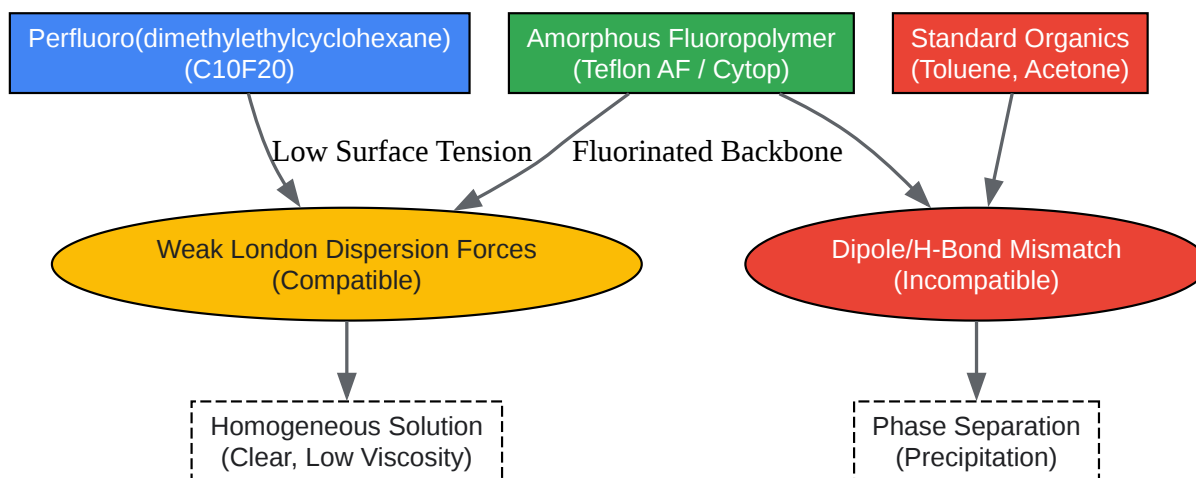 Perfluoro(dimethylethylcyclohexane)
(C10F20)
Amorphous Fluoropolymer
(Teflon AF / Cytop)
Standard Organics
(Toluene, Acetone)
Low Surface Tension
Fluorinated Backbone
Weak London Dispersion Forces
(Compatible)
Dipole/H-Bond Mismatch
(Incompatible)
Homogeneous Solution
(Clear, Low Viscosity)
Phase Separation
(Precipitation)